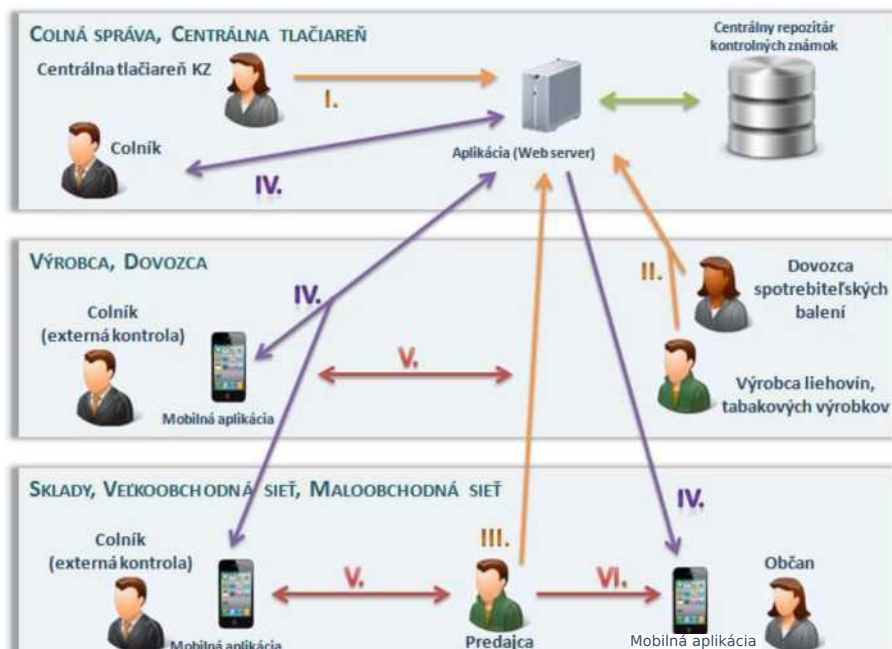 COLNÁ SPRÁVA, CENTRÁLNA TLAČIAREŇ
Centrálny repozitár
kontrolných známok
Centrálna tlačiareň KZ
I.
Colník
Aplikácia (Web server)
IV.
VÝROBCA, DOVOZCA
IV.
II.
Dovozca
spotrebiteľských
balení
Colník
(externá kontrola)
V.
Výrobca liehovín,
tabakových výrobkov
Mobilná aplikácia
SKLADY, VEĽKOOBCHODNÁ SIEŤ, MALOOBCHODNÁ SIEŤ
IV.
Colník
(externá kontrola)
III.
Občan
V.
VI.
Mobilná aplikácia
Predajca
Mobilná aplikácia